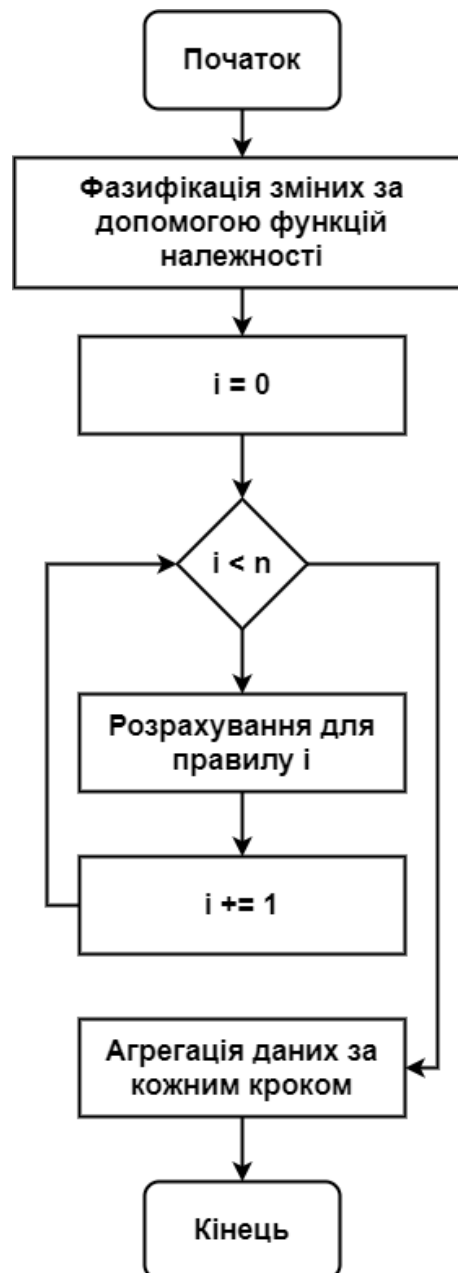 Початок
Фазифікація зміних за
допомогою функцій
належності
i = 0
i < n
Розрахування для
правилу i
i += 1
Агрегація даних за
кожним кроком
Кінець